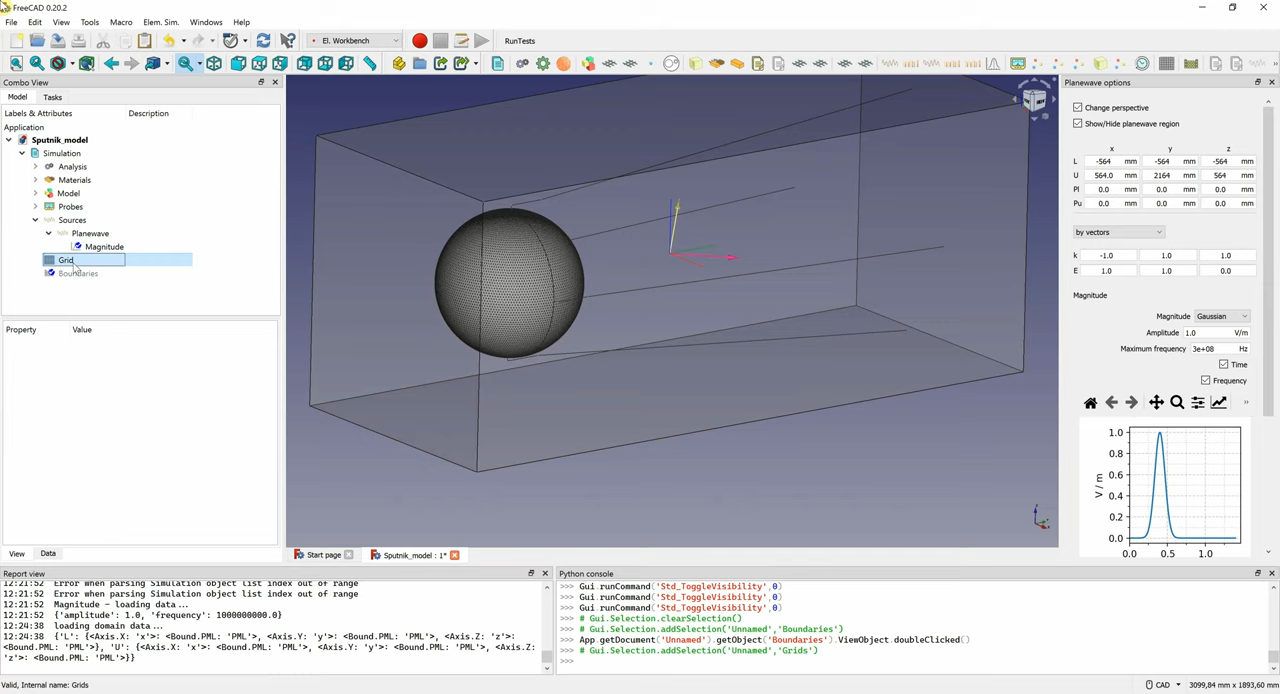 FreeCAD 0.20.2
File Edit View Tools Macro Elem. Sim. Windows Help
El. Workbench RunTests
Combo View
Model Tasks
Labels & Attributes Description
Application
Sputnik_model
Simulation
Analysis
Materials
Model
Probes
Sources
Planewave
Magnitude
Grid
Boundaries
Property Value
View Data
Start page Sputnik_model : 1*
Planewave options
Change perspective
Show/Hide planewave region
x y z
L -564 mm -564 mm -564 mm
U 564.0 mm 2164 mm 564 mm
Pl 0.0 mm 0.0 mm 0.0 mm
Pu 0.0 mm 0.0 mm 0.0 mm
by vectors
k -1.0 1.0 1.0
E 1.0 1.0 0.0
Magnitude
Magnitude Gaussian
Amplitude 1.0 V/m
Maximum frequency 3e+08 Hz
Time
Frequency
1.0
0.8
0.6
0.4
0.2
0.0
V / m
0.0 0.5 1.0
Report view
12:21:52 Error when parsing Simulation object list index out of range
12:21:52 Error when parsing Simulation object list index out of range
12:21:52 Magnitude - loading data...
12:21:52 {'amplitude': 1.0, 'frequency': 1000000000.0}
12:24:38 loading domain data...
12:24:38 {'L': {<Axis.X: 'x'>: <Bound.PML: 'PML'>, <Axis.Y: 'y'>: <Bound.PML: 'PML'>, <Axis.Z: 'z'>:
<Bound.PML: 'PML'>}, 'U': {<Axis.X: 'x'>: <Bound.PML: 'PML'>, <Axis.Y: 'y'>: <Bound.PML: 'PML'>, <Axis.Z:
'z'>: <Bound.PML: 'PML'>}}
Python console
>>> Gui.runCommand('Std_ToggleVisibility',0)
>>> Gui.runCommand('Std_ToggleVisibility',0)
>>> Gui.runCommand('Std_ToggleVisibility',0)
>>> # Gui.Selection.clearSelection()
>>> # Gui.Selection.addSelection('Unnamed','Boundaries')
>>> App.getDocument('Unnamed').getObject('Boundaries').ViewObject.doubleClicked()
>>> # Gui.Selection.addSelection('Unnamed','Grids')
>>>
Valid, Internal name: Grids
CAD 3099,84 mm x 1893,60 mm